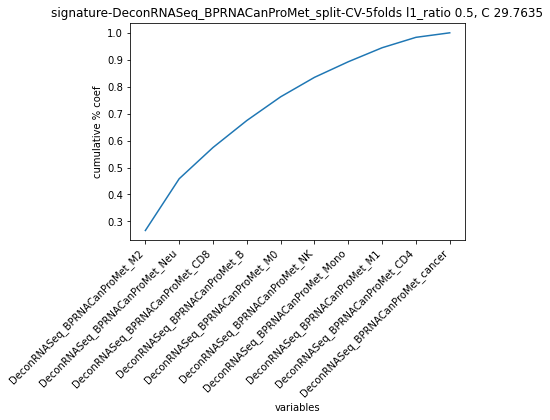 signature-DeconRNASeq_BPRNACanProMet_split-CV-5folds l1_ratio 0.5, C 29.7635
cumulative % coef
1.0
0.9
0.8
0.7
0.6
0.5
0.4
0.3
DeconRNASeq_BPRNACanProMet_M2
DeconRNASeq_BPRNACanProMet_Neu
DeconRNASeq_BPRNACanProMet_CD8
DeconRNASeq_BPRNACanProMet_B
DeconRNASeq_BPRNACanProMet_M0
DeconRNASeq_BPRNACanProMet_NK
DeconRNASeq_BPRNACanProMet_Mono
DeconRNASeq_BPRNACanProMet_M1
DeconRNASeq_BPRNACanProMet_CD4
DeconRNASeq_BPRNACanProMet_cancer
variables